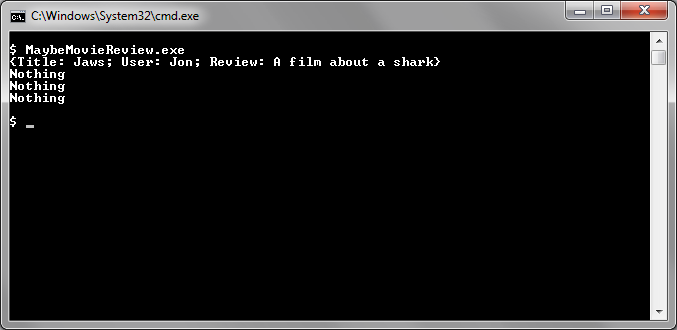 C:\Windows\System32\cmd.exe
$ MaybeMovieReview.exe
{Title: Jaws; User: Jon; Review: A film about a shark}
Nothing
Nothing
Nothing
$ _